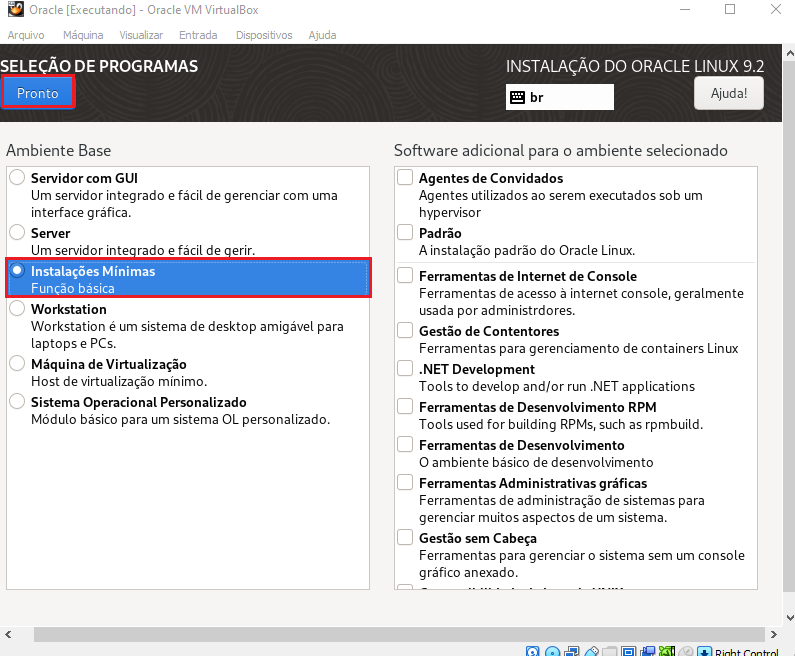 Oracle [Executando] - Oracle VM VirtualBox
Arquivo Máquina Visualizar Entrada Dispositivos Ajuda
SELEÇÃO DE PROGRAMAS
INSTALAÇÃO DO ORACLE LINUX 9.2
Pronto
br
Ajuda!
Ambiente Base
Servidor com GUI
Um servidor integrado e fácil de gerenciar com uma
interface gráfica.
Server
Um servidor integrado e fácil de gerir.
Instalações Mínimas
Função básica
Workstation
Workstation é um sistema de desktop amigável para
laptops e PCs.
Máquina de Virtualização
Host de virtualização mínimo.
Sistema Operacional Personalizado
Módulo básico para um sistema OL personalizado.
Software adicional para o ambiente selecionado
Agentes de Convidados
Agentes utilizados ao serem executados sob um
hypervisor
Padrão
A instalação padrão do Oracle Linux.
Ferramentas de Internet de Console
Ferramentas de acesso à internet console, geralmente
usada por administrdores.
Gestão de Contentores
Ferramentas para gerenciamento de containers Linux
.NET Development
Tools to develop and/or run .NET applications
Ferramentas de Desenvolvimento RPM
Tools used for building RPMs, such as rpmbuild.
Ferramentas de Desenvolvimento
O ambiente básico de desenvolvimento
Ferramentas Administrativas gráficas
Ferramentas de administração de sistemas para
gerenciar muitos aspectos de um sistema.
Gestão sem Cabeça
Ferramentas para gerenciar o sistema sem um console
gráfico anexado.
Right Control